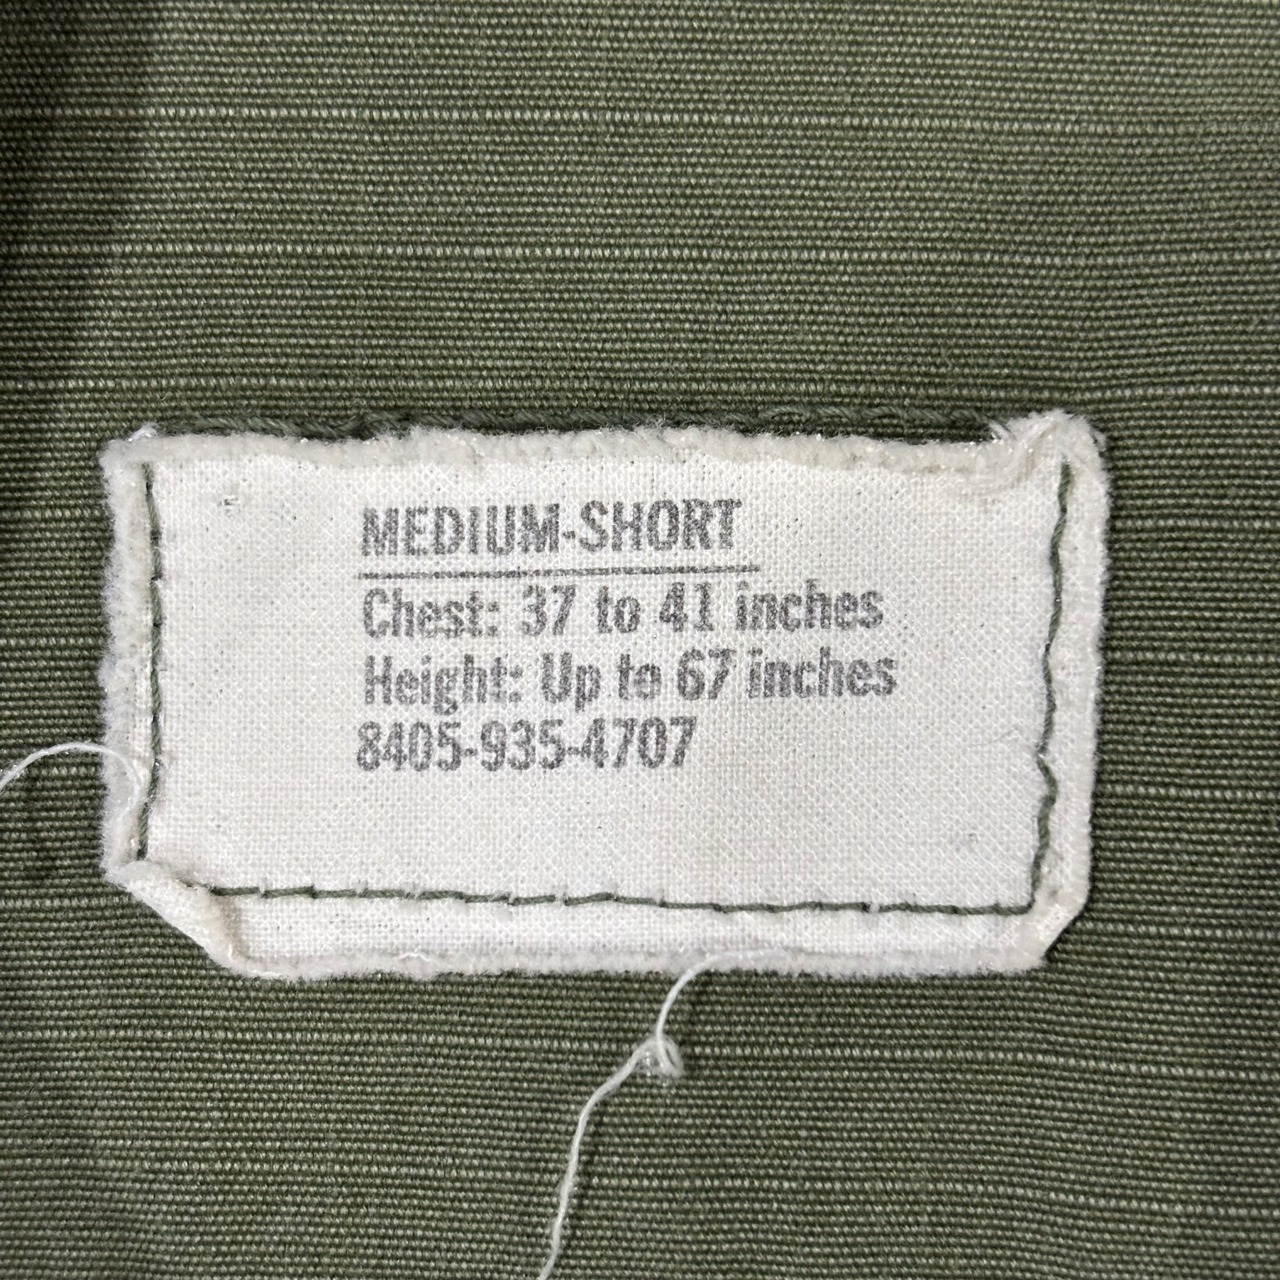 MEDIUM-SHORT
Chest: 37 to 41 inches
Height: Up to 67 inches
8405-935-4707